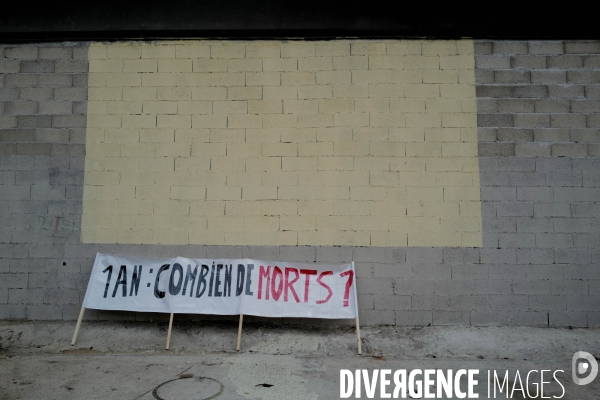 1 AN : COMBIEN DE MORTS ?
DIVERGENCE IMAGES